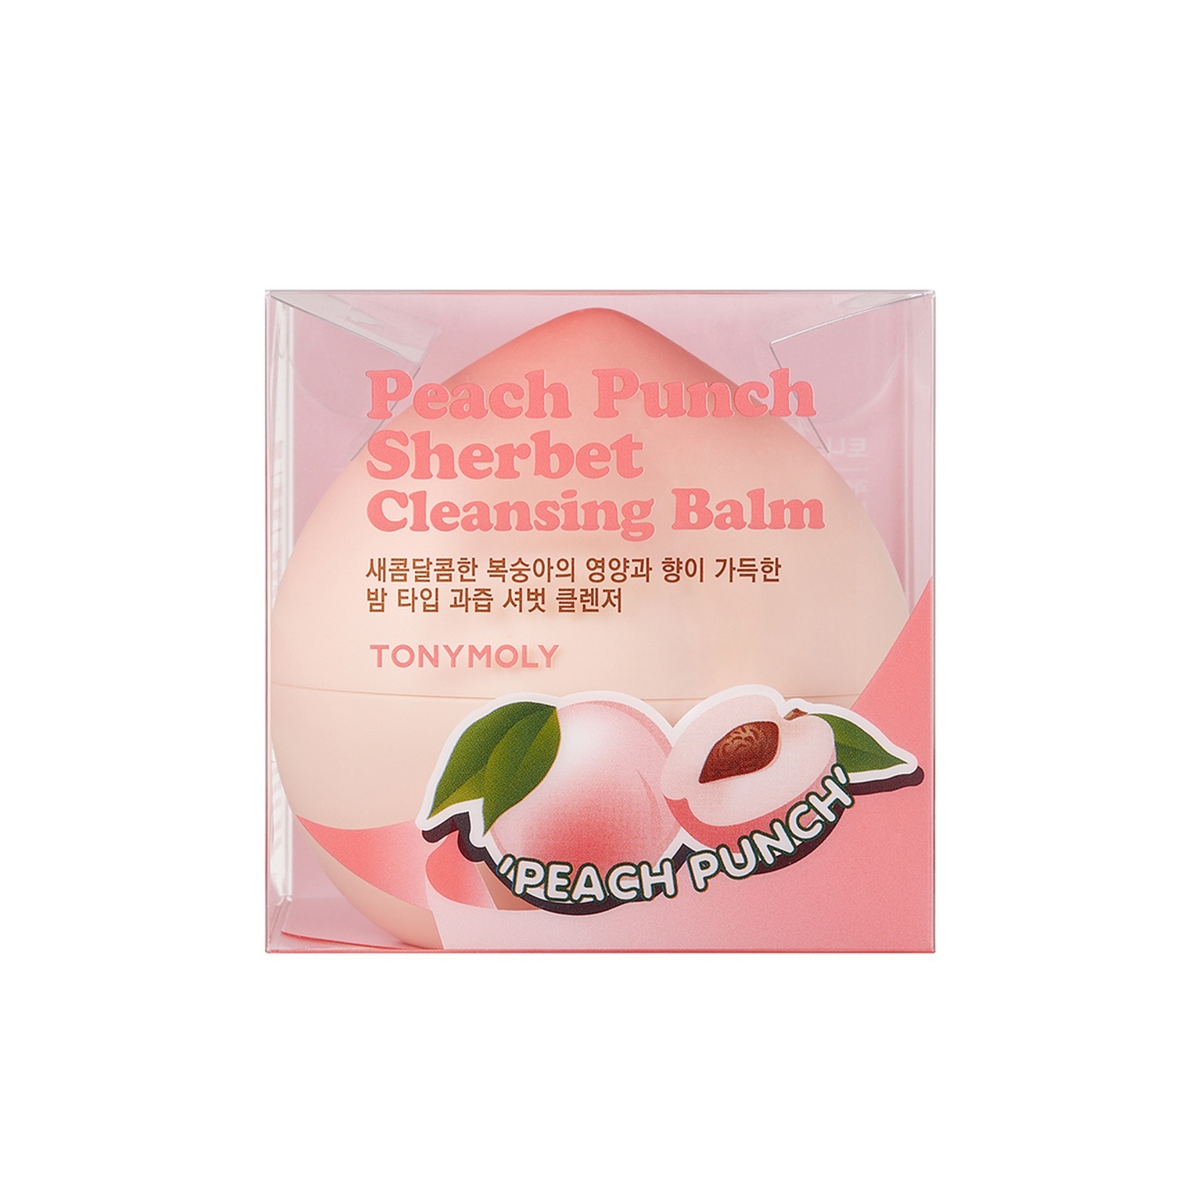 Peach Punch
Sherbet
Cleansing Balm
새콤달콤한 복숭아의 영양과 향이 가득한
밤 타입 과즙 셔벗 클렌저
TONYMOLY
'PEACH PUNCH'